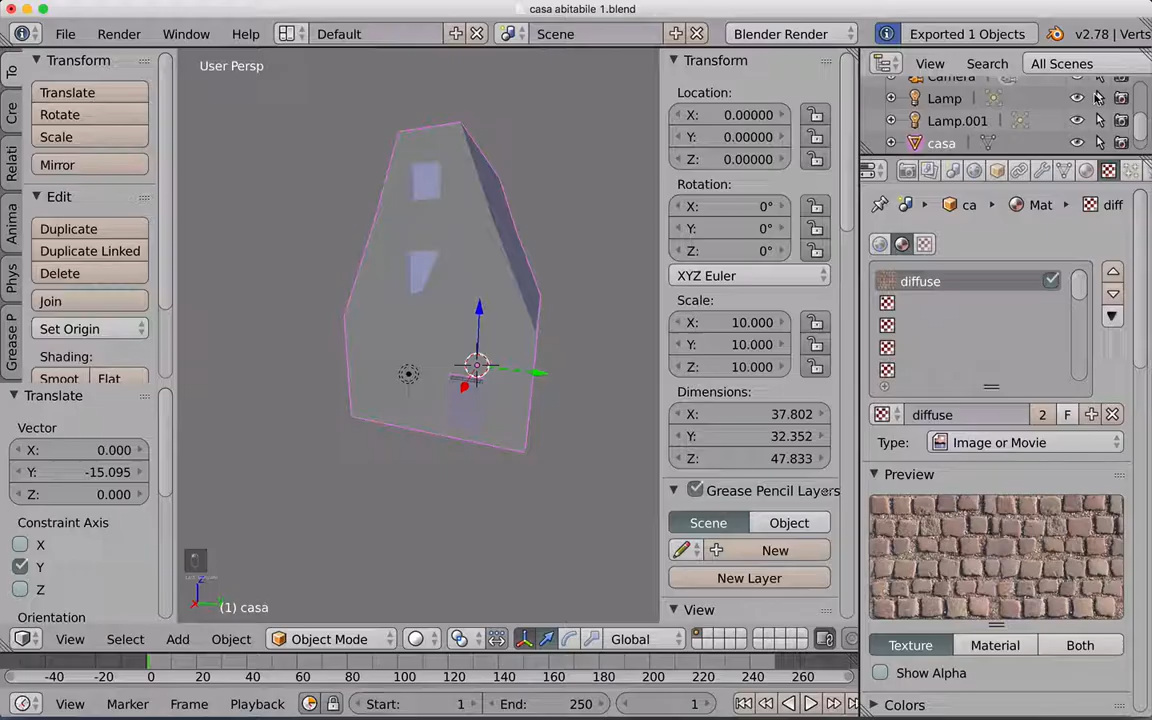 casa abitabile 1.blend
File Render Window Help Default Scene Blender Render Exported 1 Objects v2.78 | Verts
View Search All Scenes
Camera
Lamp
Lamp.001
casa
To
Cre
Relati
Anima
Phys
Grease P
Transform
Translate
Rotate
Scale
Mirror
Edit
Duplicate
Duplicate Linked
Delete
Join
Set Origin
Shading:
Smoot Flat
Translate
Vector
X: 0.000
Y: -15.095
Z: 0.000
Constraint Axis
X
Y
Z
Orientation
User Persp
z
(1) casa
Transform
Location:
X: 0.00000
Y: 0.00000
Z: 0.00000
Rotation:
X: 0°
Y: 0°
Z: 0°
XYZ Euler
Scale:
X: 10.000
Y: 10.000
Z: 10.000
Dimensions:
X: 37.802
Y: 32.352
Z: 47.833
Grease Pencil Layers
Scene Object
New
New Layer
View
ca Mat diff
diffuse
diffuse 2 F
Type: Image or Movie
Preview
Texture Material Both
Show Alpha
Colors
View Select Add Object Object Mode Global
-40 -20 0 20 40 60 80 100 120 140 160 180 200 220 240 260
View Marker Frame Playback Start: 1 End: 250 1